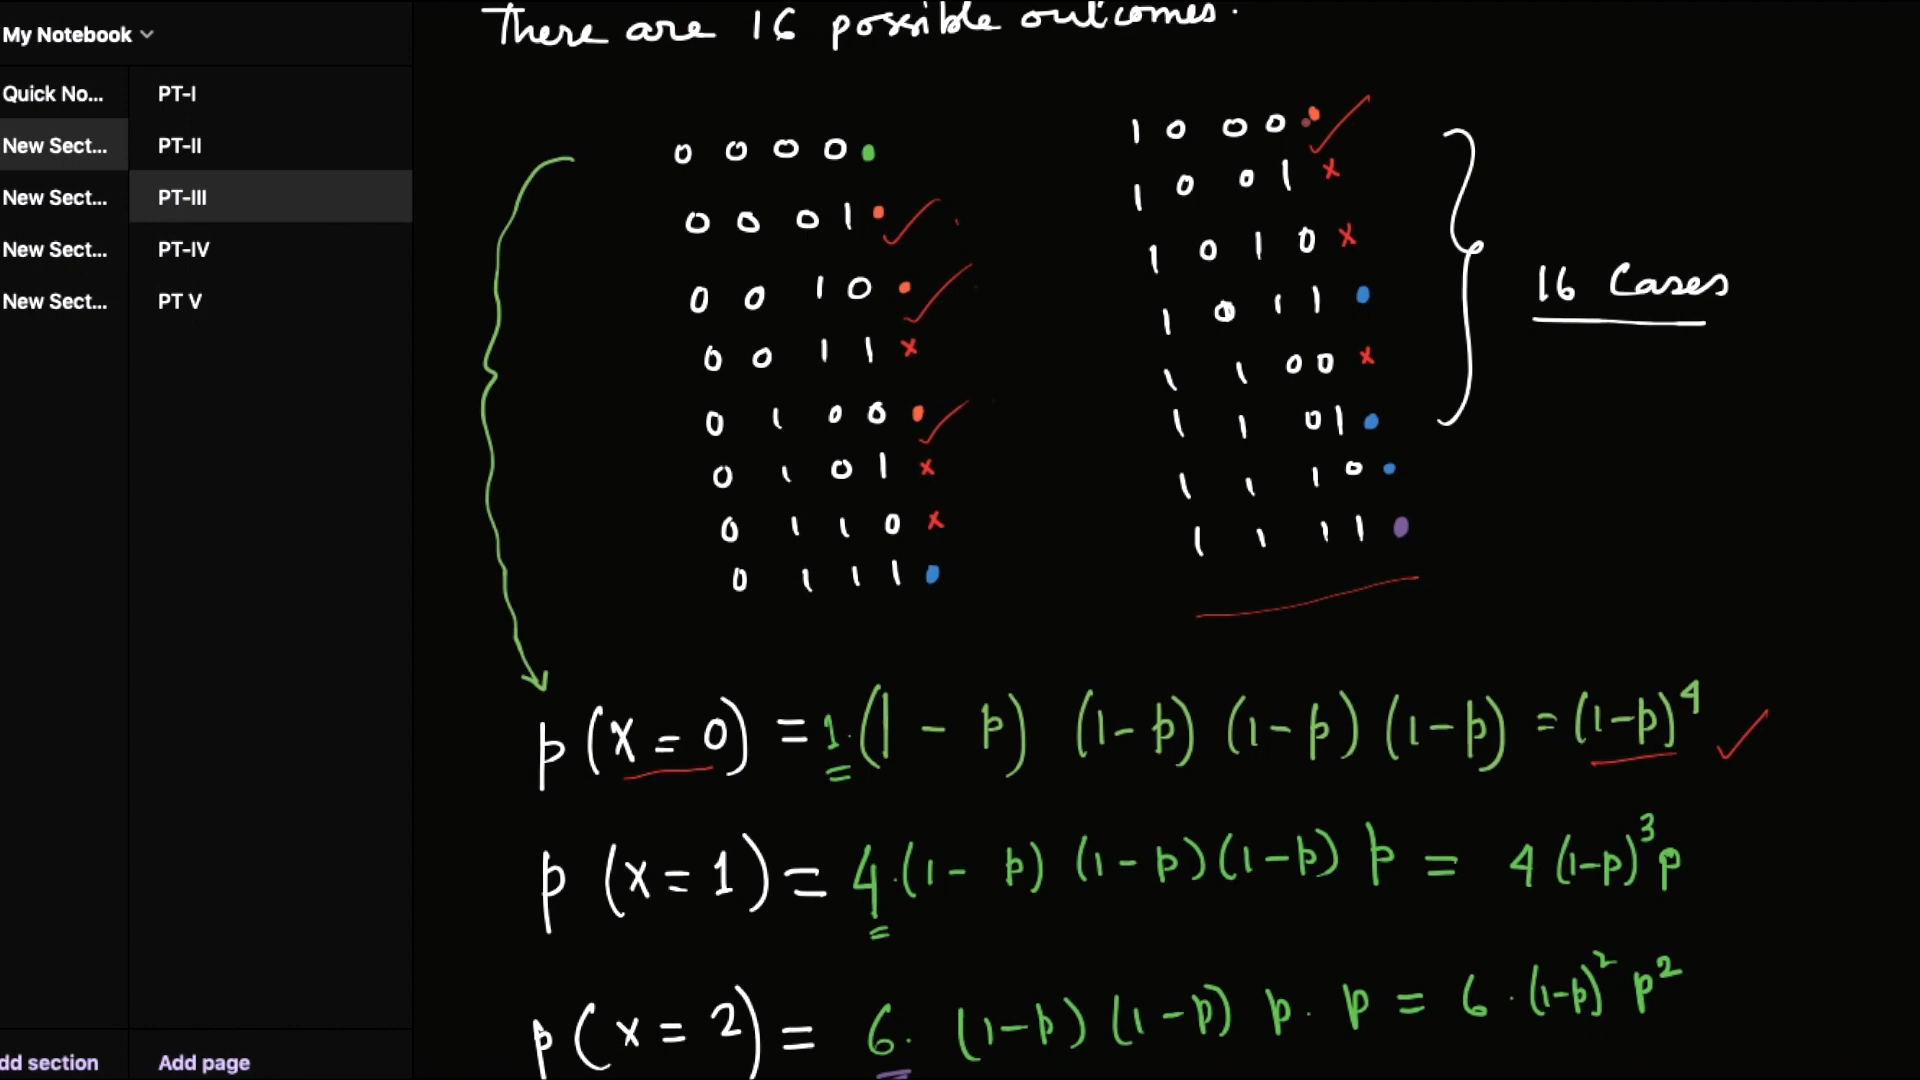 My Notebook
Quick No...
New Sect...
New Sect...
New Sect...
New Sect...
dd section
PT-I
PT-II
PT-III
PT-IV
PT V
Add page
There are 16 possible outcomes.
0 0 0 0
0 0 0 1
0 0 1 0
0 0 1 1
0 1 0 0
0 1 0 1
0 1 1 0
0 1 1 1
1 0 0 0
1 0 0 1
1 0 1 0
1 0 1 1
1 1 0 0
1 1 0 1
1 1 1 0
1 1 1 1
16 Cases
p (x = 0) = 1·(1 - p) (1-p) (1-p) (1-p) = (1-p)⁴
p (x = 1) = 4·(1- p) (1-p) (1-p) p = 4 (1-p)³ p
p (x = 2) = 6· (1-p) (1-p) p · p = 6 · (1-p)² p²